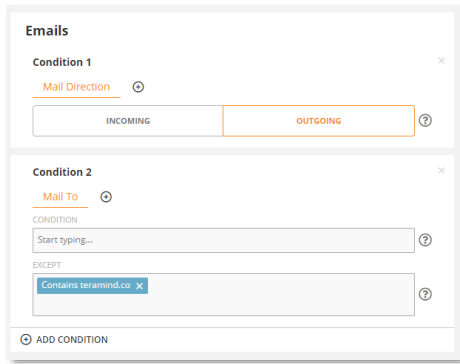 Emails
Condition 1
Mail Direction
INCOMING OUTGOING
Condition 2
Mail To
CONDITION
Start typing...
EXCEPT
Contains teramind.co
ADD CONDITION